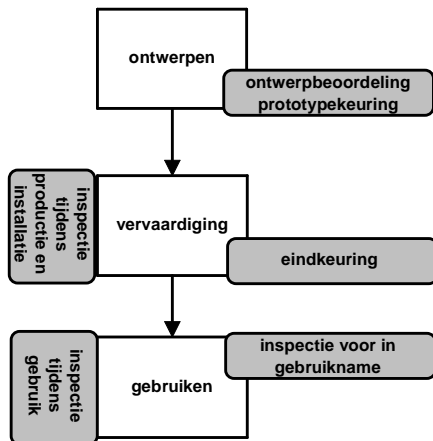 ontwerpen
ontwerpbeoordeling
prototypekeuring
inspectie
tijdens
productie en
installatie
vervaardiging
eindkeuring
inspectie voor in
gebruikname
inspectie
tijdens
gebruik
gebruiken